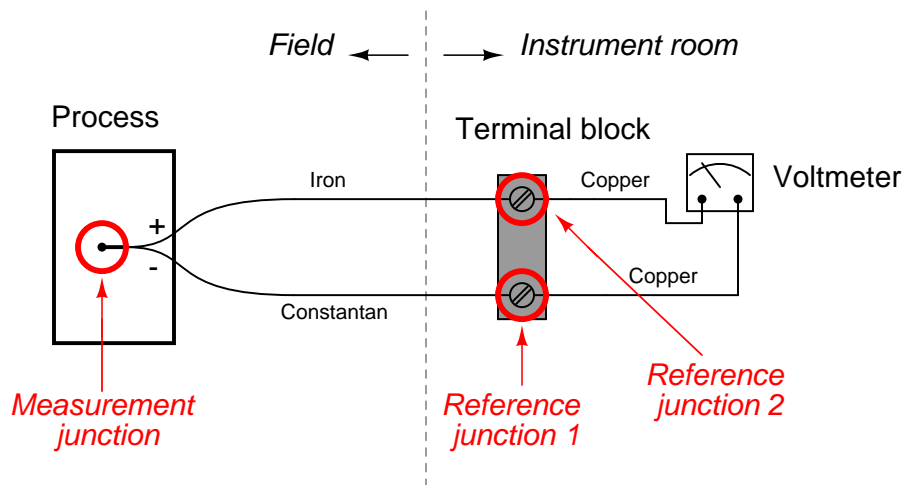 Field
Instrument room
Process
Terminal block
Iron
Copper
Voltmeter
+
-
Copper
Constantan
Measurement
junction
Reference
junction 1
Reference
junction 2